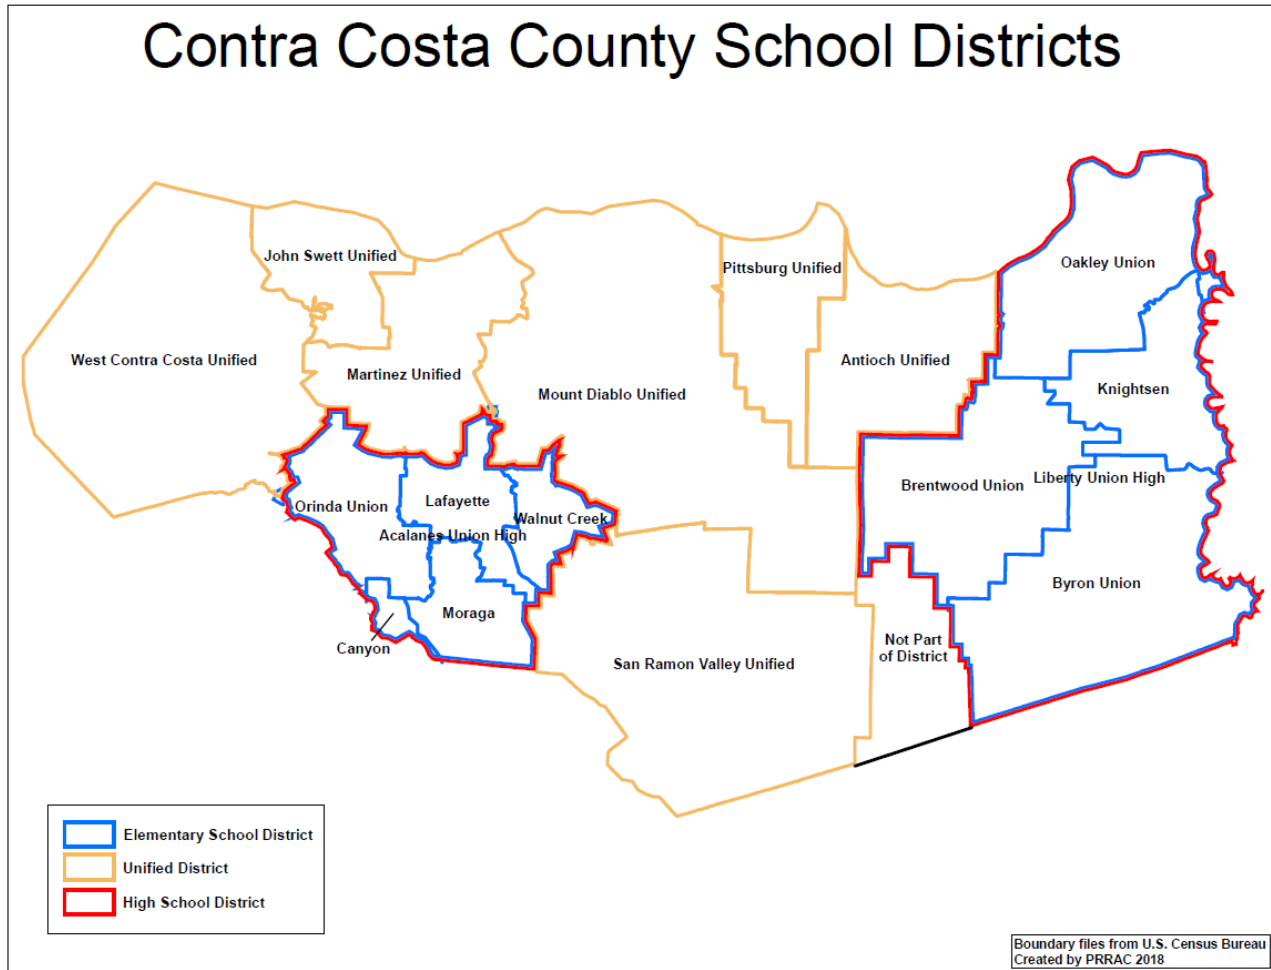 Contra Costa County School Districts
John Swett Unified
Pittsburg Unified
Oakley Union
West Contra Costa Unified
Martinez Unified
Mount Diablo Unified
Antioch Unified
Knightsen
Orinda Union
Lafayette
Walnut Creek
Acalanes Union High
Brentwood Union
Liberty Union High
Byron Union
Moraga
Canyon
San Ramon Valley Unified
Not Part
of District
Elementary School District
Unified District
High School District
Boundary files from U.S. Census Bureau
Created by PRRAC 2018